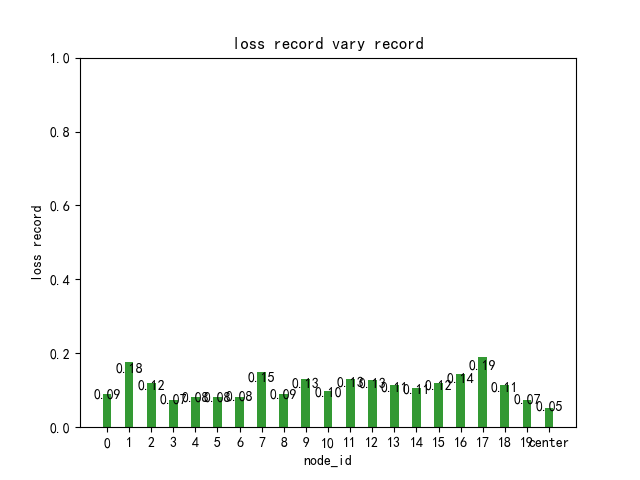 loss record vary record
1.0
0.8
0.6
0.4
0.2
0.0
loss record
0.09 0.18 0.12 0.07 0.08 0.08 0.08 0.15 0.09 0.13 0.10 0.13 0.13 0.11 0.11 0.12 0.14 0.19 0.11 0.07 0.05
0 1 2 3 4 5 6 7 8 9 10 11 12 13 14 15 16 17 18 19 center
node_id